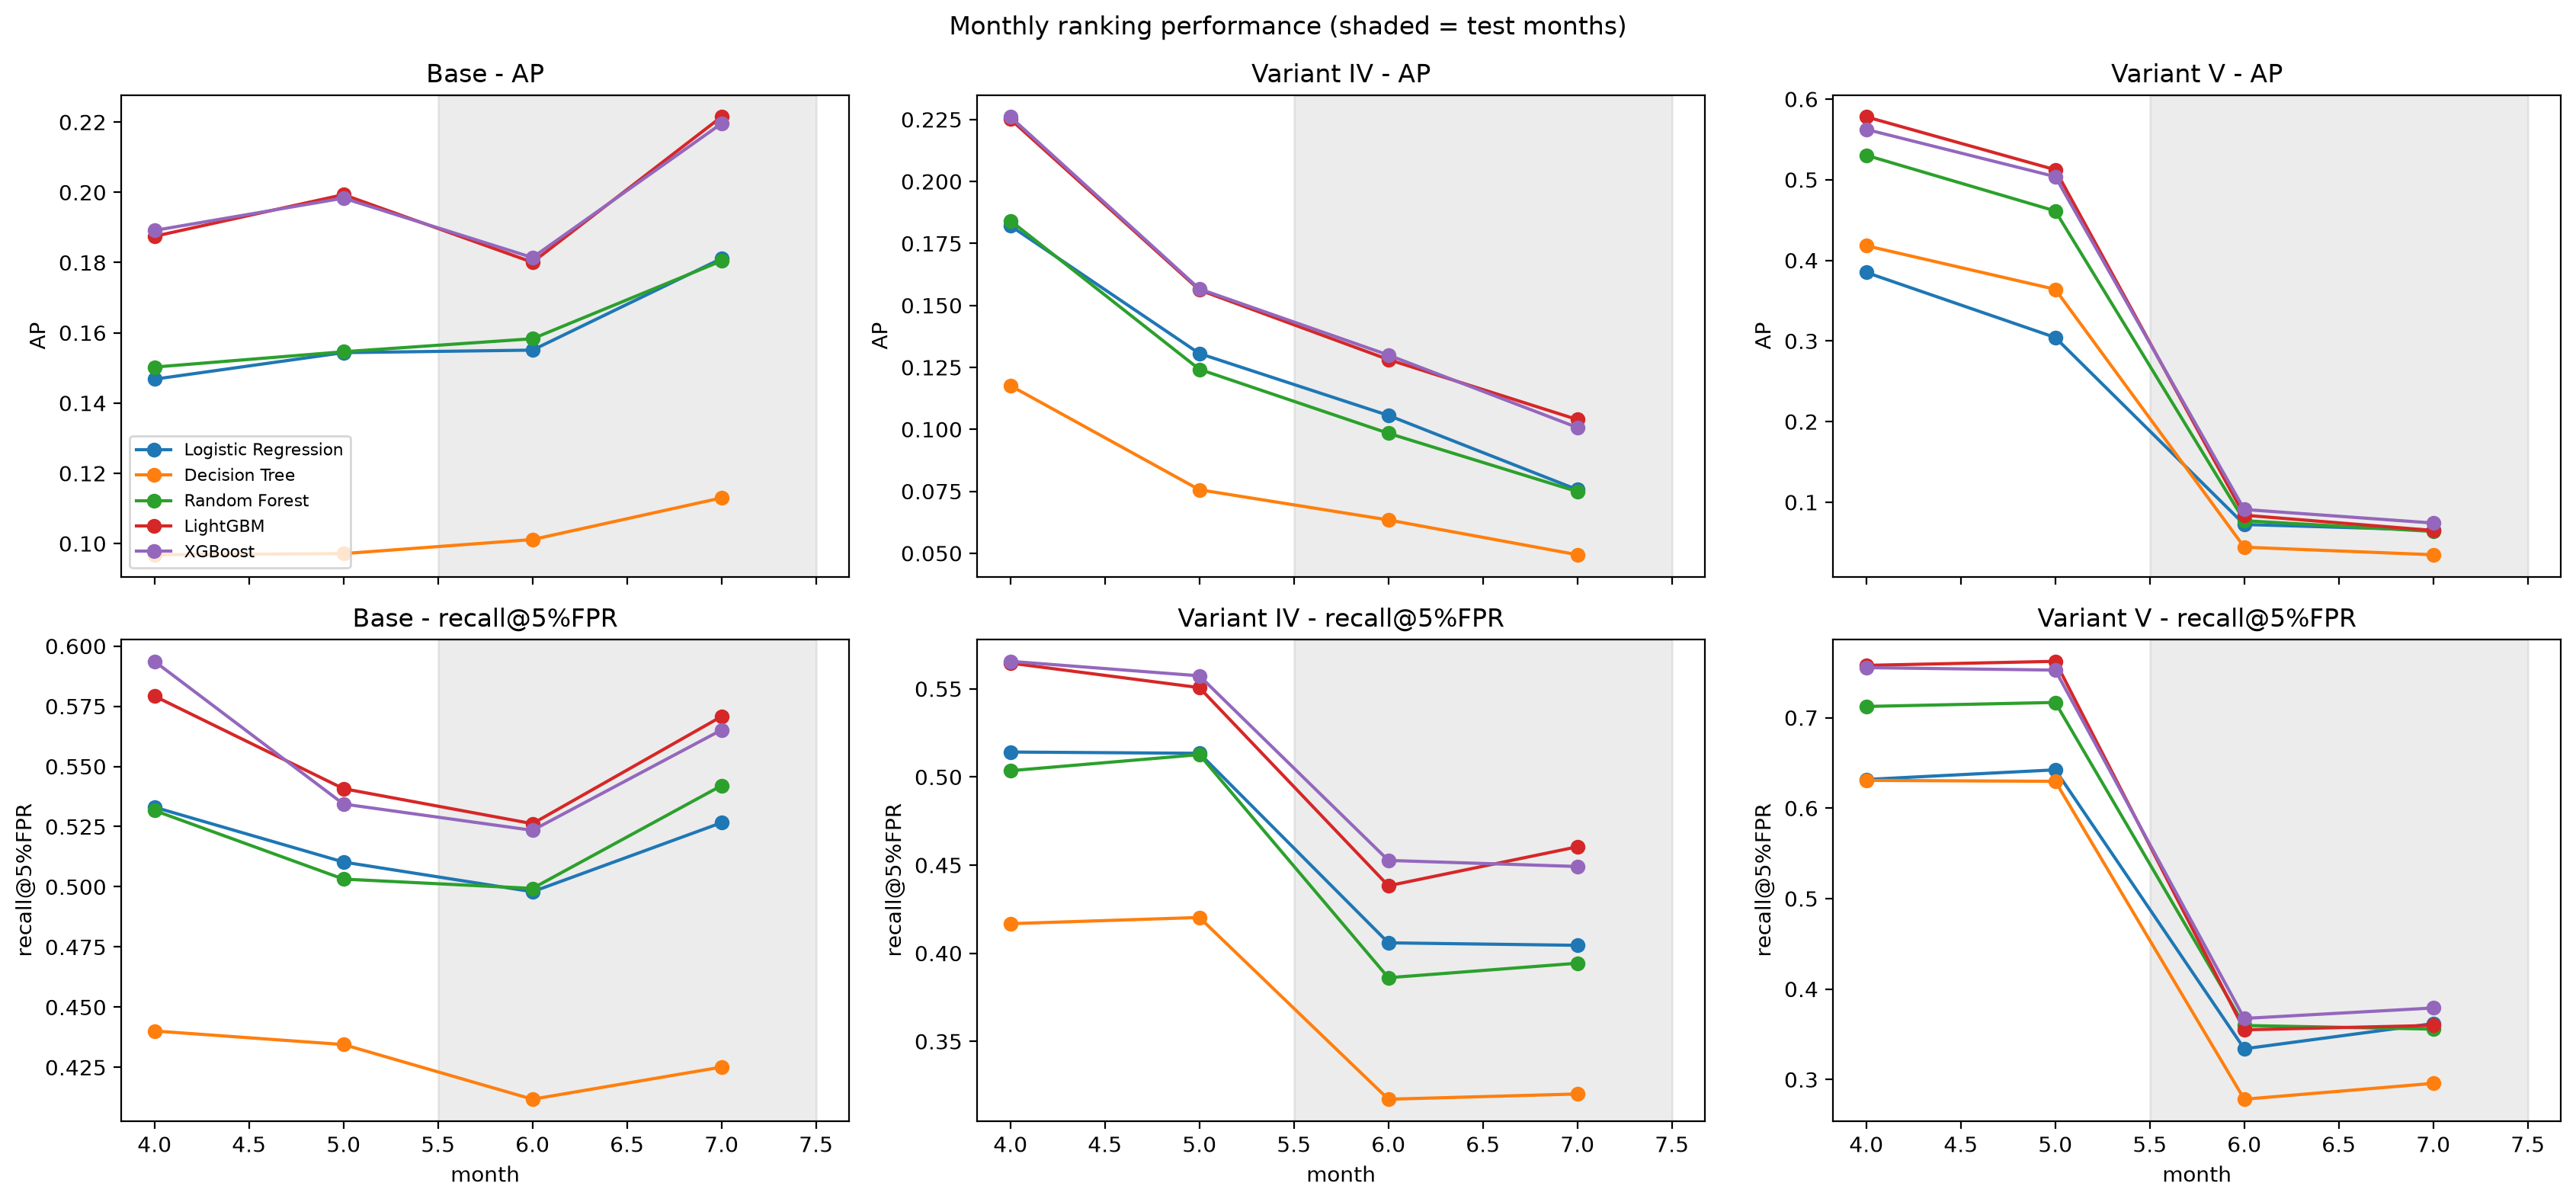 Monthly ranking performance (shaded = test months)
Base - AP
AP
0.22
0.20
0.18
0.16
0.14
0.12
0.10
Logistic Regression
Decision Tree
Random Forest
LightGBM
XGBoost
Variant IV - AP
AP
0.225
0.200
0.175
0.150
0.125
0.100
0.075
0.050
Variant V - AP
AP
0.6
0.5
0.4
0.3
0.2
0.1
Base - recall@5%FPR
recall@5%FPR
0.600
0.575
0.550
0.525
0.500
0.475
0.450
0.425
4.0 4.5 5.0 5.5 6.0 6.5 7.0 7.5
month
Variant IV - recall@5%FPR
recall@5%FPR
0.55
0.50
0.45
0.40
0.35
4.0 4.5 5.0 5.5 6.0 6.5 7.0 7.5
month
Variant V - recall@5%FPR
recall@5%FPR
0.7
0.6
0.5
0.4
0.3
4.0 4.5 5.0 5.5 6.0 6.5 7.0 7.5
month